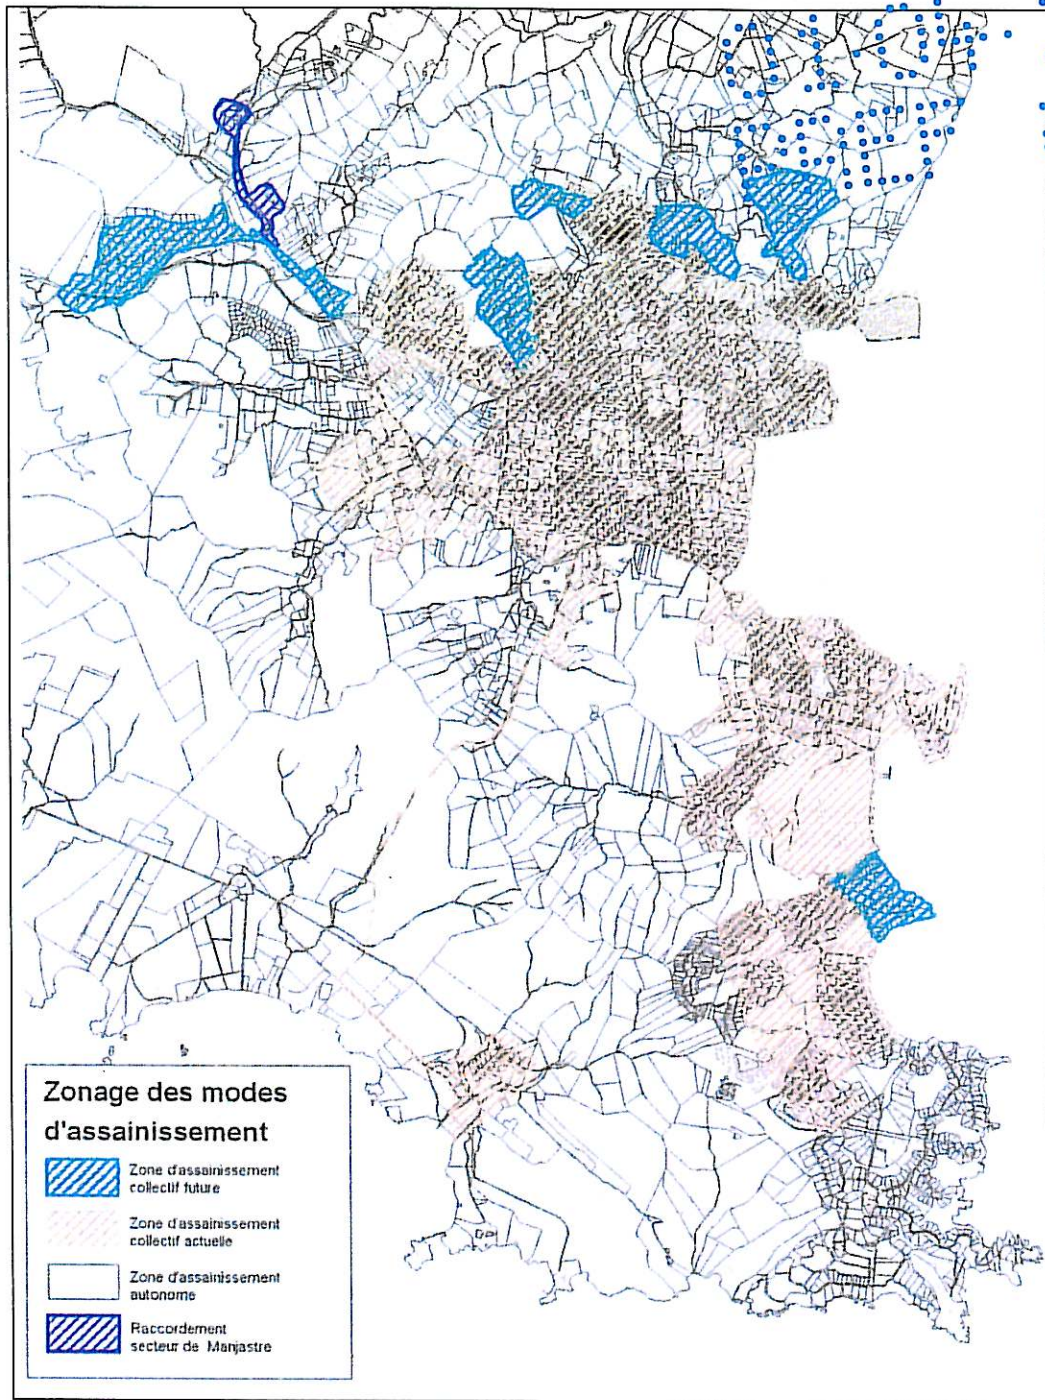 Zonage des modes
d'assainissement
Zone d'assainissement
collectif future
Zone d'assainissement
collectif actuelle
Zone d'assainissement
autonome
Raccordement
secteur de Manjastre